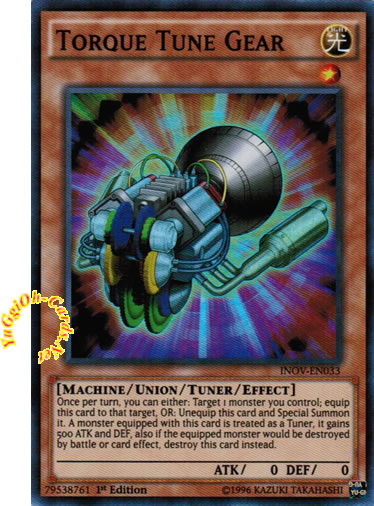 TORQUE TUNE GEAR
LIGHT
光
YuGgiOh-Cards.Net
INOV-EN033
[MACHINE/UNION/TUNER/EFFECT]
Once per turn, you can either: Target 1 monster you control; equip
this card to that target, OR: Unequip this card and Special Summon
it. A monster equipped with this card is treated as a Tuner, it gains
500 ATK and DEF, also if the equipped monster would be destroyed
by battle or card effect, destroy this card instead.
ATK/ 0 DEF/ 0
79538761 1st Edition ©1996 KAZUKI TAKAHASHI